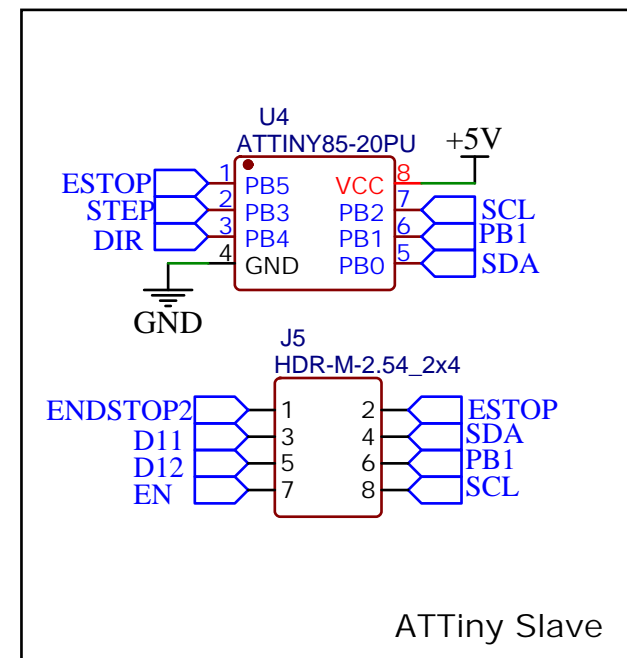 U4
ATTINY85-20PU
+5V
ESTOP 1 PB5 VCC 8
STEP 2 PB3 PB2 7 SCL
DIR 3 PB4 PB1 6 PB1
4 GND PB0 5 SDA
GND
J5
HDR-M-2.54_2x4
ENDSTOP2 1 2 ESTOP
D11 3 4 SDA
D12 5 6 PB1
EN 7 8 SCL
ATTiny Slave